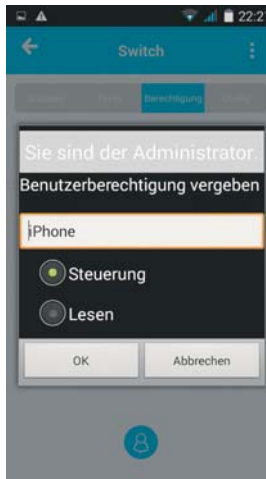 22:2
Switch
Berechtigung
Sie sind der Administrator.
Benutzerberechtigung vergeben
iPhone
Steuerung
Lesen
OK
Abbrechen